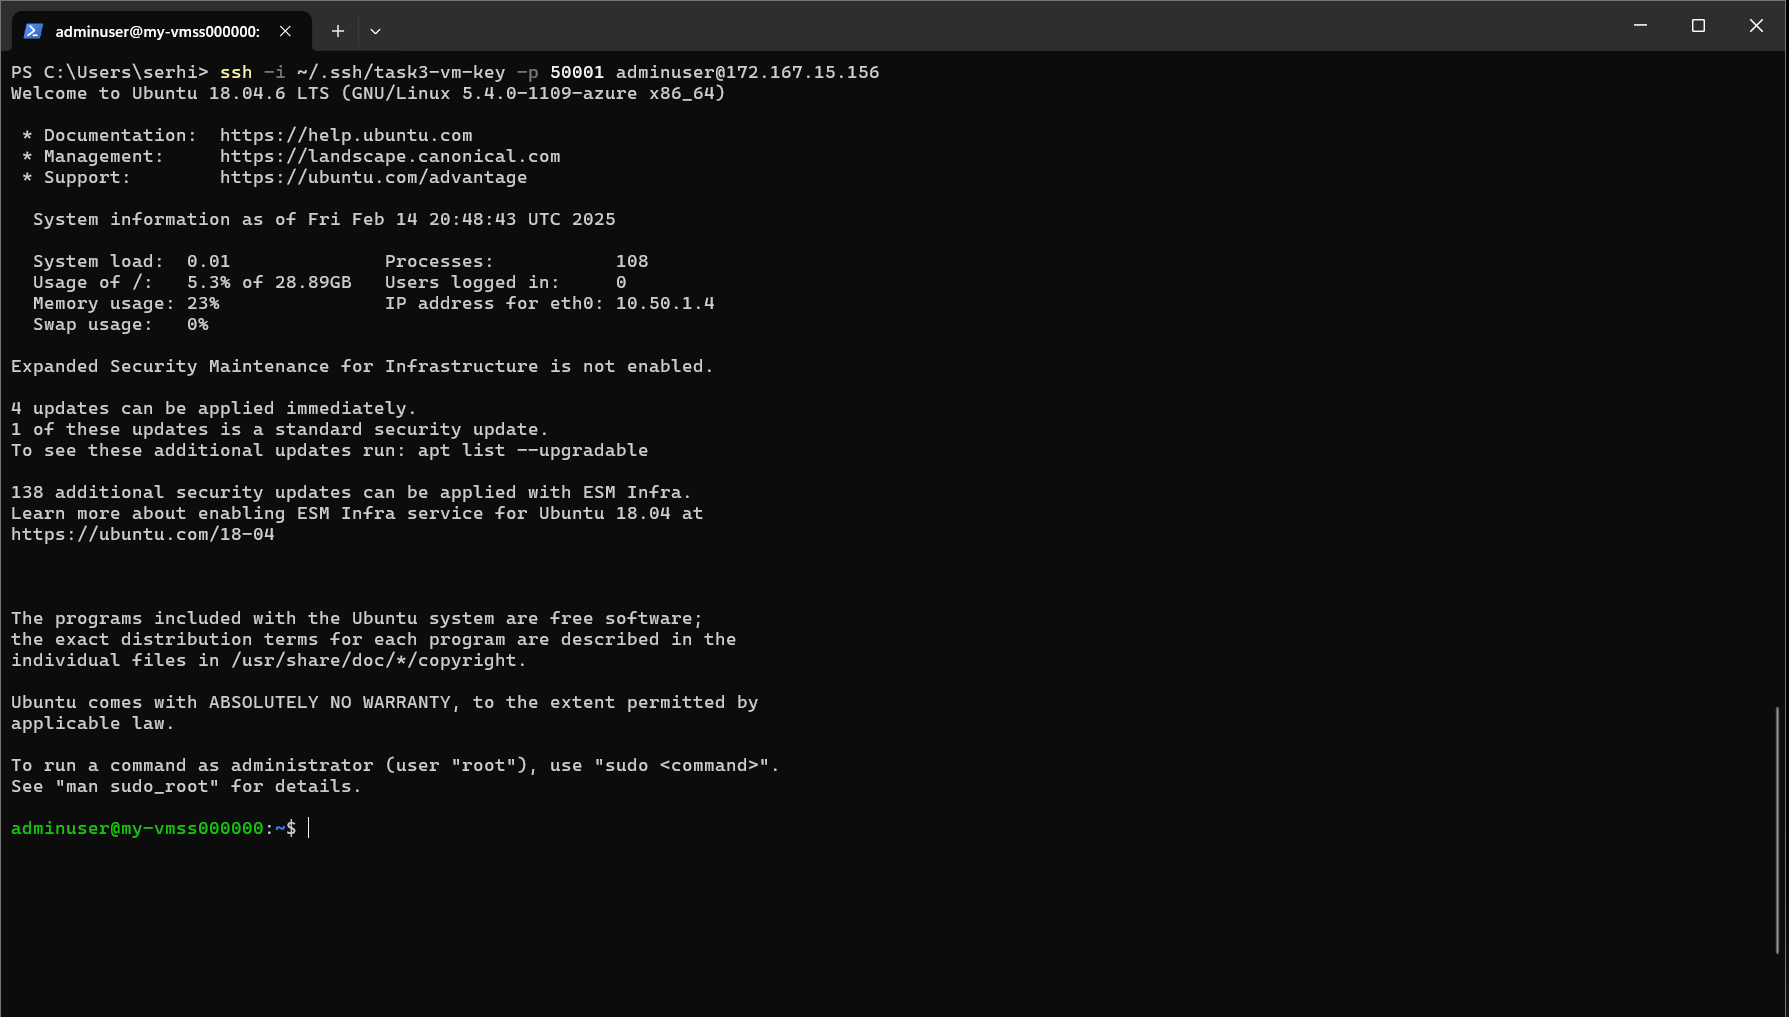 adminuser@my-vmss000000:
PS C:\Users\serhi> ssh -i ~/.ssh/task3-vm-key -p 50001 adminuser@172.167.15.156
Welcome to Ubuntu 18.04.6 LTS (GNU/Linux 5.4.0-1109-azure x86_64)

 * Documentation:  https://help.ubuntu.com
 * Management:     https://landscape.canonical.com
 * Support:        https://ubuntu.com/advantage

  System information as of Fri Feb 14 20:48:43 UTC 2025

  System load:  0.01              Processes:           108
  Usage of /:   5.3% of 28.89GB   Users logged in:     0
  Memory usage: 23%               IP address for eth0: 10.50.1.4
  Swap usage:   0%

Expanded Security Maintenance for Infrastructure is not enabled.

4 updates can be applied immediately.
1 of these updates is a standard security update.
To see these additional updates run: apt list --upgradable

138 additional security updates can be applied with ESM Infra.
Learn more about enabling ESM Infra service for Ubuntu 18.04 at
https://ubuntu.com/18-04

The programs included with the Ubuntu system are free software;
the exact distribution terms for each program are described in the
individual files in /usr/share/doc/*/copyright.

Ubuntu comes with ABSOLUTELY NO WARRANTY, to the extent permitted by
applicable law.

To run a command as administrator (user "root"), use "sudo <command>".
See "man sudo_root" for details.

adminuser@my-vmss000000:~$